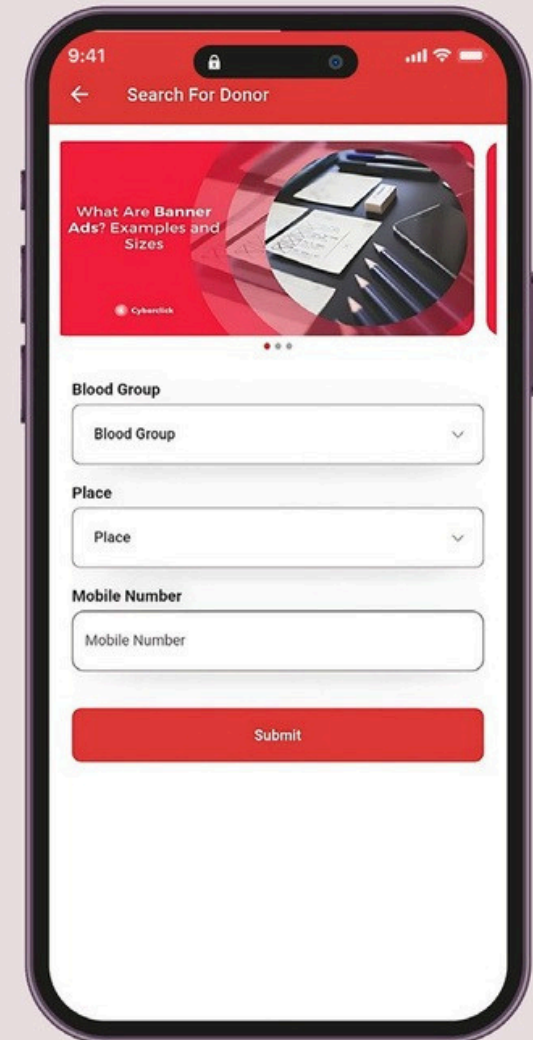 9:41
Search For Donor
What Are Banner
Ads? Examples and
Sizes
Cyberclick
Blood Group
Blood Group
Place
Place
Mobile Number
Mobile Number
Submit